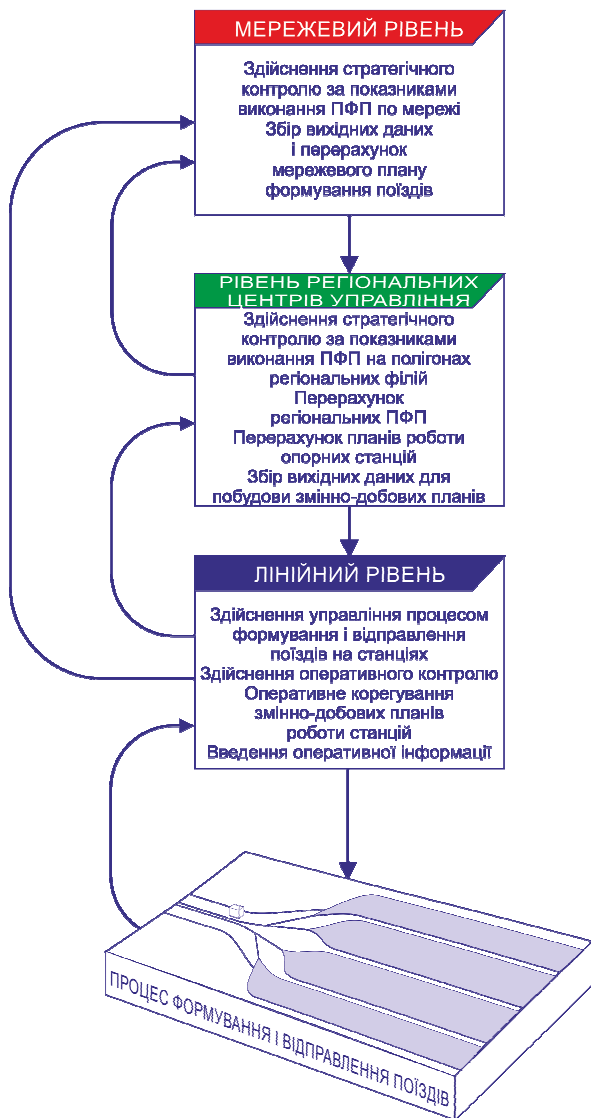 МЕРЕЖЕВИЙ РІВЕНЬ
Здійснення стратегічного
контролю за показниками
виконання ПФП по мережі
Збір вихідних даних
і перерахунок
мережевого плану
формування поїздів
РІВЕНЬ РЕГІОНАЛЬНИХ
ЦЕНТРІВ УПРАВЛІННЯ
Здійснення стратегічного
контролю за показниками
виконання ПФП на полігонах
регіональних філій
Перерахунок
регіональних ПФП
Перерахунок планів роботи
опорних станцій
Збір вихідних даних для
побудови змінно-добових планів
ЛІНІЙНИЙ РІВЕНЬ
Здійснення управління процесом
формування і відправлення
поїздів на станціях
Здійснення оперативного контролю
Оперативне корегування
змінно-добових планів
роботи станцій
Введення оперативної інформації
ПРОЦЕС ФОРМУВАННЯ І ВІДПРАВЛЕННЯ ПОЇЗДІВ